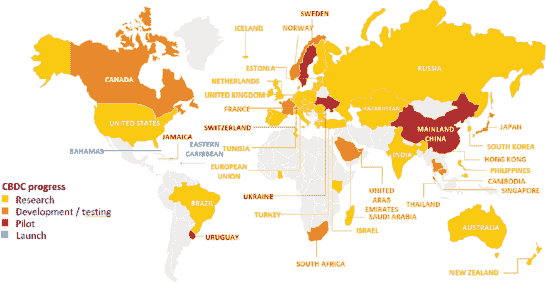 SWEDEN
ICELAND
NORWAY
CANADA
ESTONIA
RUSSIA
NETHERLANDS
UNITED KINGDOM
KAZAKHSTAN
FRANCE
UNITED STATES
JAMAICA
SWITZERLAND
MAINLAND
CHINA
JAPAN
BAHAMAS
EASTERN
CARIBBEAN
TUNISIA
SOUTH KOREA
INDIA
HONG KONG
EUROPEAN
UNION
PHILIPPINES
CAMBODIA
SINGAPORE
UKRAINE
UNITED
ARAB
EMIRATES
THAILAND
CBDC progress
Research
Development / testing
Pilot
Launch
BRAZIL
TURKEY
SAUDI ARABIA
ISRAEL
URUGUAY
AUSTRALIA
SOUTH AFRICA
NEW ZEALAND